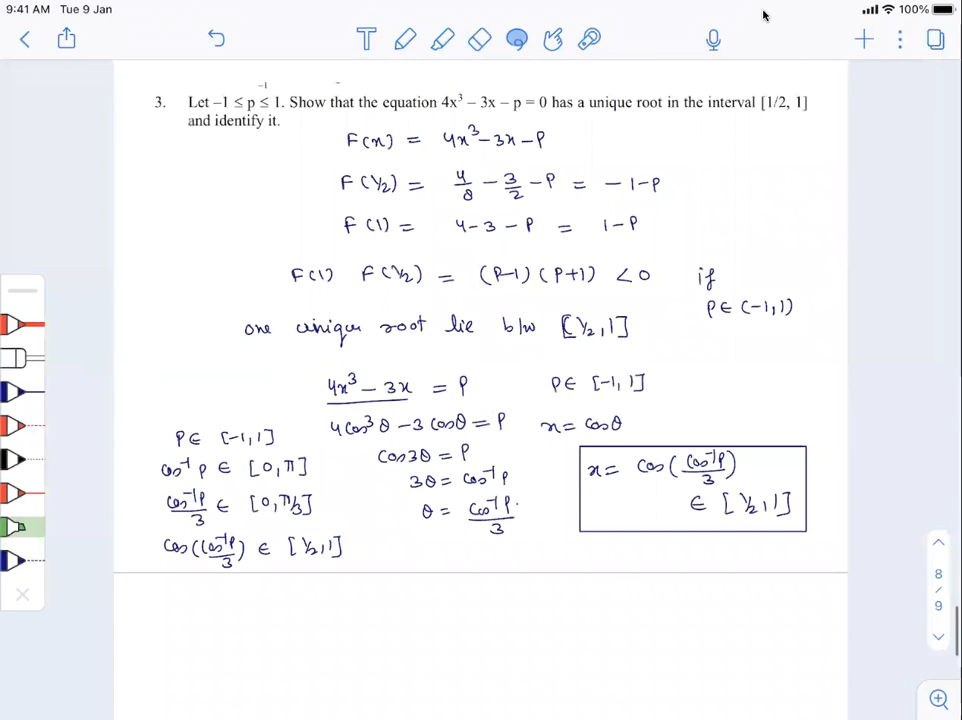 9:41 AM Tue 9 Jan
100%
-1
3. Let –1 ≤ p ≤ 1. Show that the equation 4x³ – 3x – p = 0 has a unique root in the interval [1/2, 1]
and identify it.
F(x) = 4x³ - 3x - P
F(1/2) = 4/8 - 3/2 - P = -1-P
F(1) = 4-3-P = 1-P
F(1) F(1/2) = (P-1)(P+1) < 0 if
P ∈ (-1,1)
one unique root lie b/w [1/2,1]
4x³ - 3x = P P ∈ [-1,1]
4cos³θ - 3cosθ = P x = cosθ
cos3θ = P
3θ = cos⁻¹P
θ = cos⁻¹P/3
P ∈ [-1,1]
cos⁻¹P ∈ [0,π]
cos⁻¹P/3 ∈ [0,π/3]
cos(cos⁻¹P/3) ∈ [1/2,1]
x = cos(cos⁻¹P/3)
∈ [1/2,1]
8
/
9